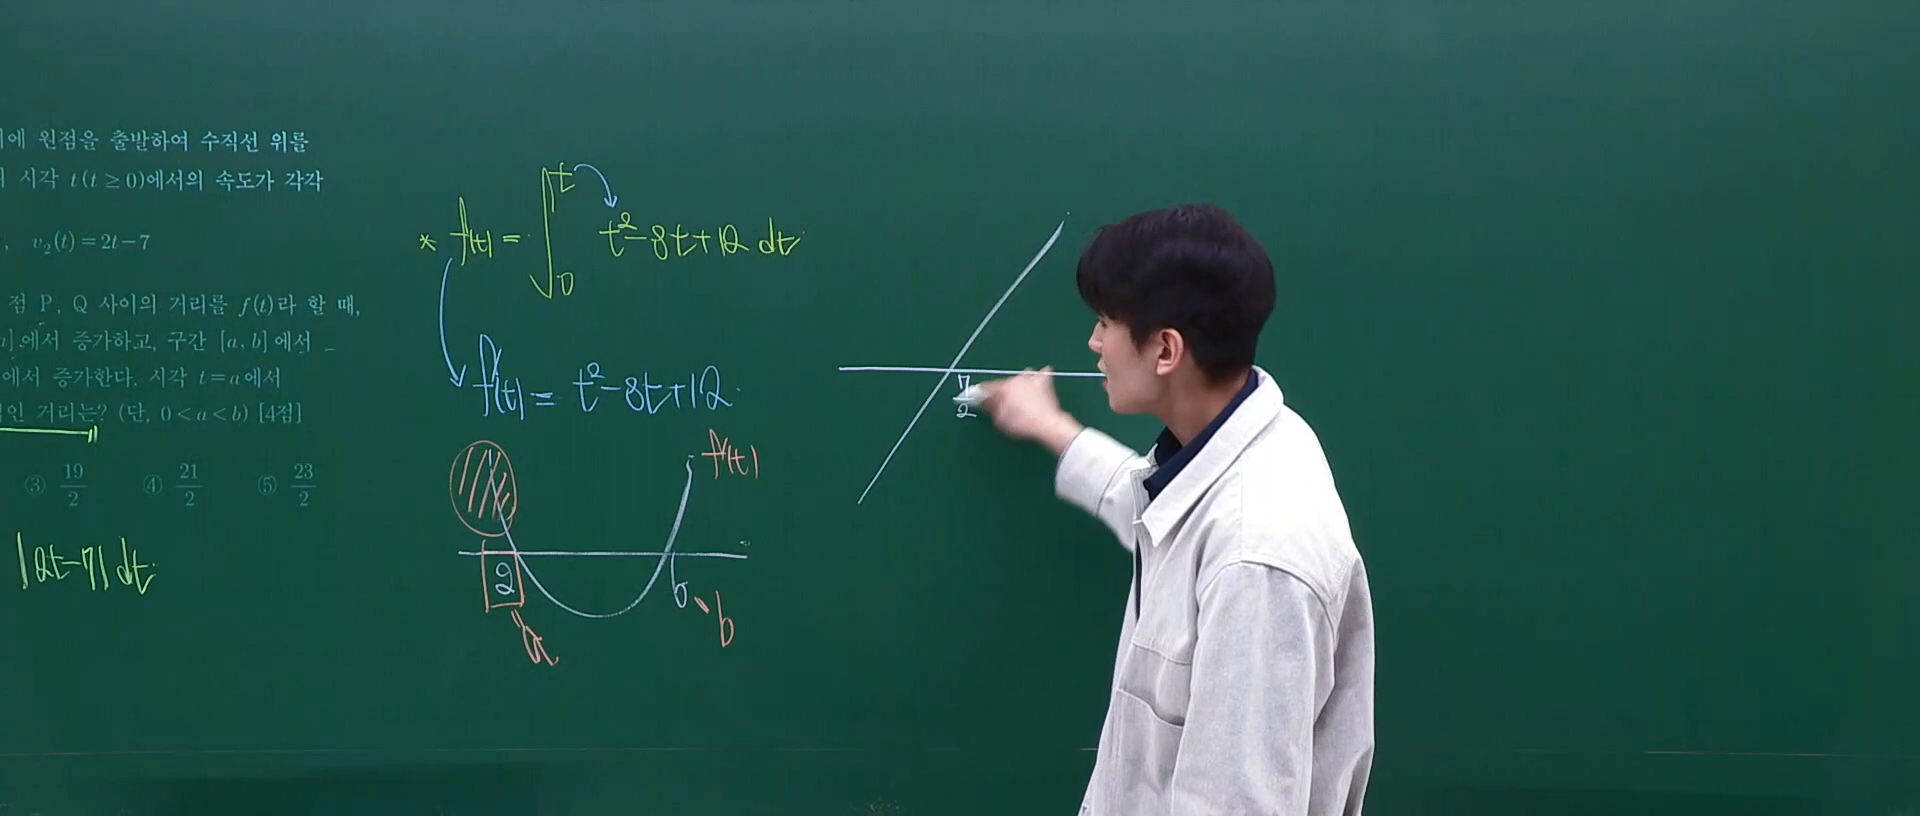 에 원점을 출발하여 수직선 위를
시각 t(t≥0)에서의 속도가 각각
, v₂(t)=2t-7
점 P, Q 사이의 거리를 f(t)라 할 때,
]에서 증가하고, 구간 [a, b]에서
에서 증가한다. 시각 t=a에서
인 거리는? (단, 0<a<b) [4점]
③ 19/2 ④ 21/2 ⑤ 23/2
|2t-7| dt
* f(t) = ∫₀ᵗ t²-8t+12 dt
f'(t) = t²-8t+12
f'(t)
2
6
a
b
7/2